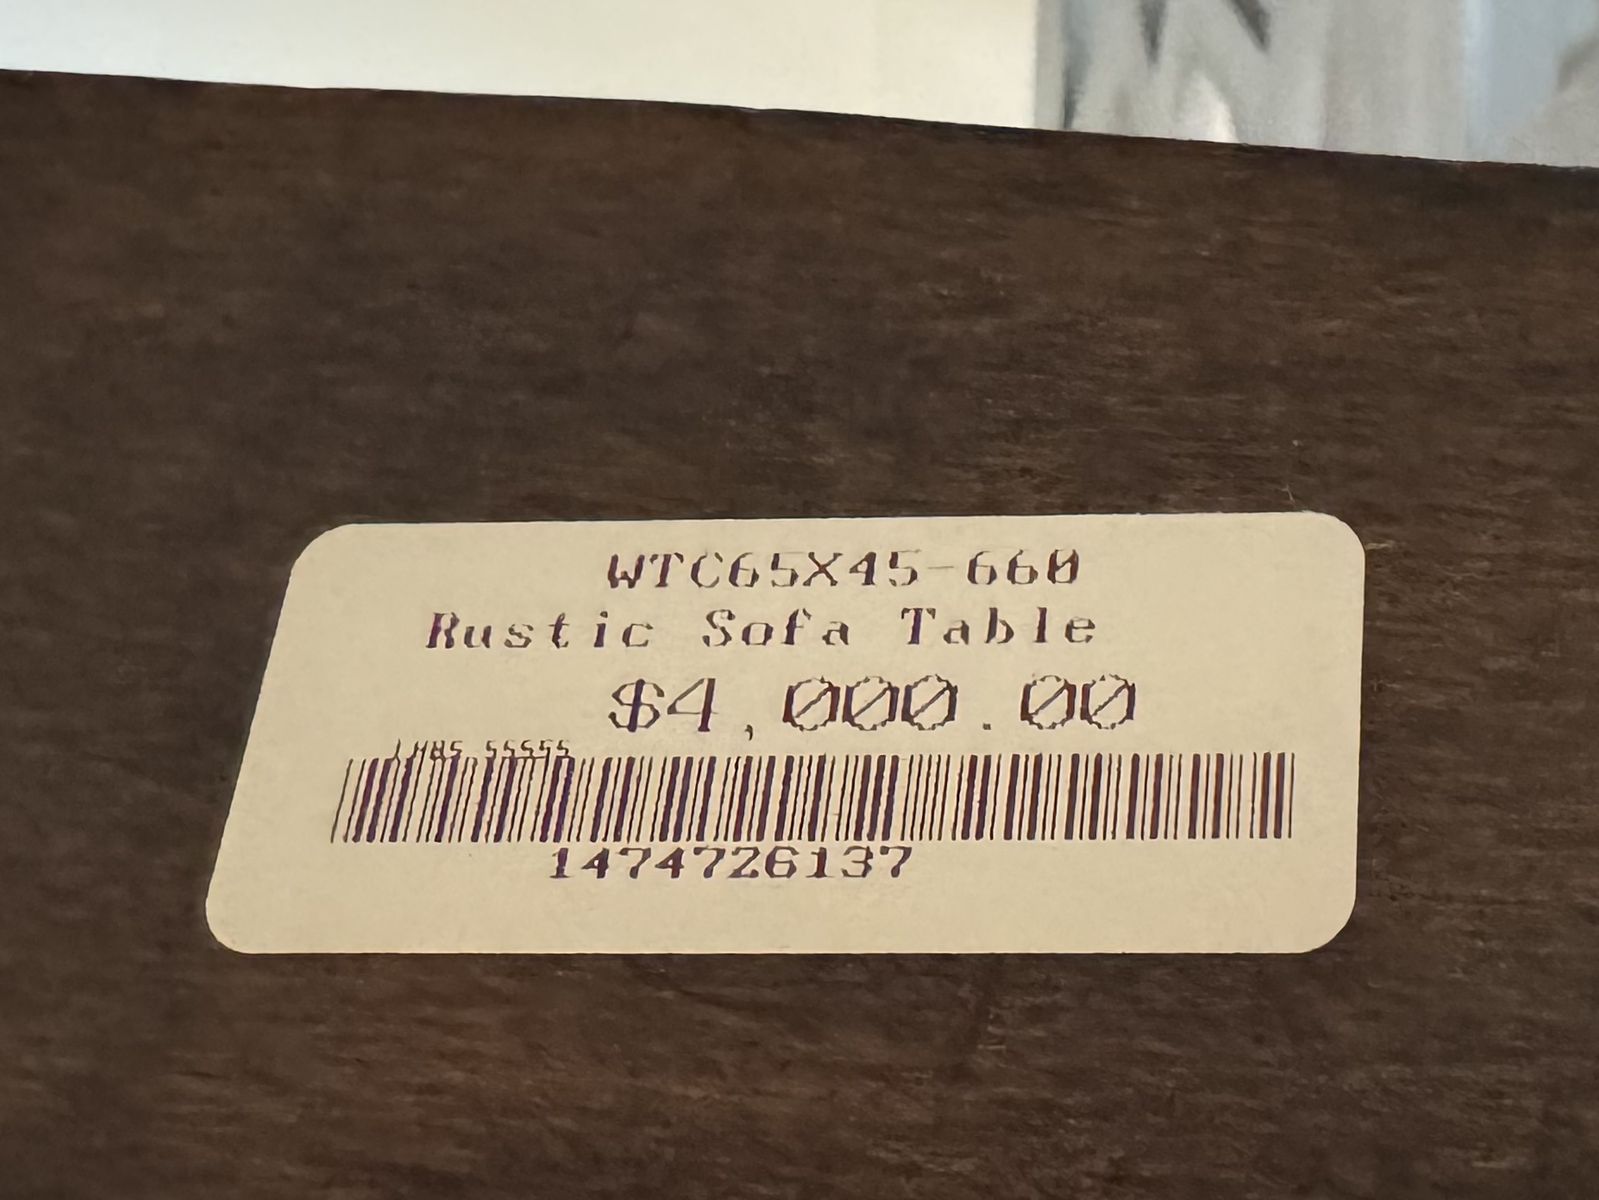 WTC65X45-660
Rustic Sofa Table
$4,000.00
1474726137